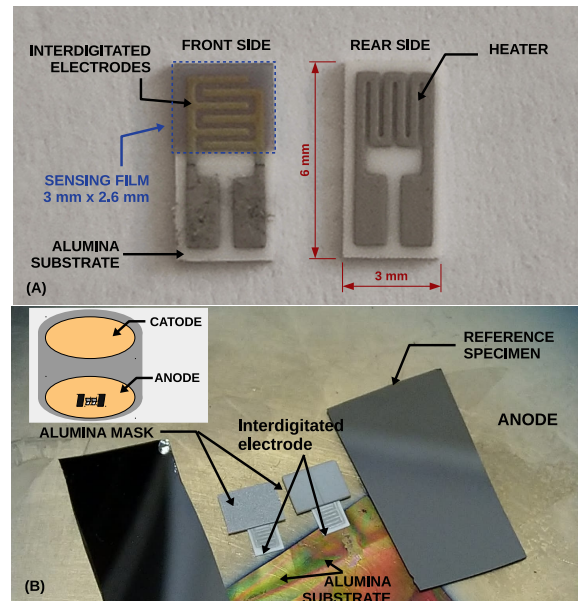 FRONT SIDE
REAR SIDE
INTERDIGITATED
ELECTRODES
HEATER
SENSING FILM
3 mm x 2.6 mm
6 mm
ALUMINA
SUBSTRATE
3 mm
(A)
CATODE
ANODE
REFERENCE
SPECIMEN
ANODE
ALUMINA MASK
Interdigitated
electrode
ALUMINA
SUBSTRATE
(B)